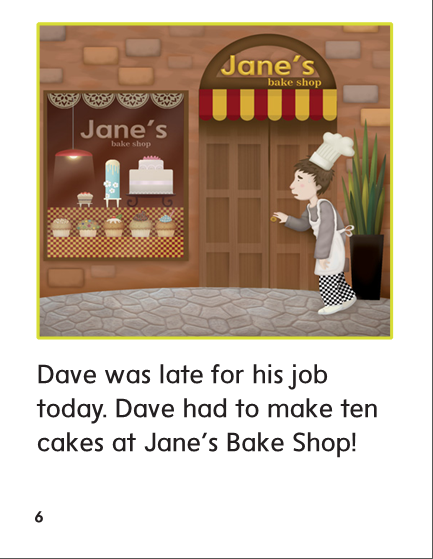 Jane's
bake shop
Jane's
bake shop
Dave was late for his job
today. Dave had to make ten
cakes at Jane's Bake Shop!
6